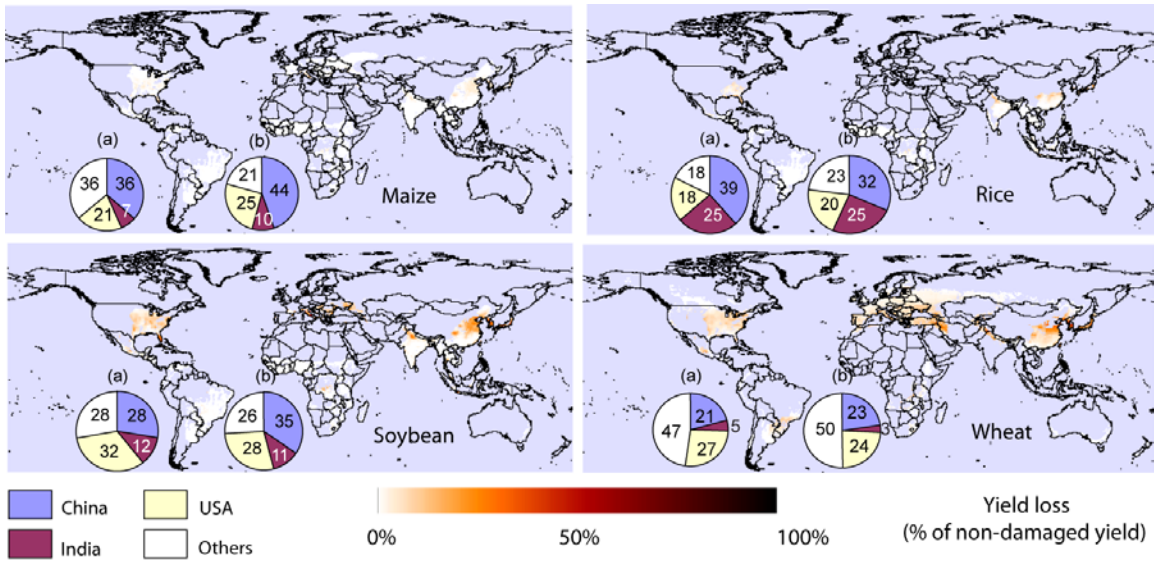 (a)
(b)
36
36
7
21
21
44
10
25
Maize
(a)
(b)
18
39
25
18
23
32
25
20
Rice
(a)
(b)
28
28
12
32
26
35
11
28
Soybean
(a)
(b)
47
21
5
27
50
23
3
24
Wheat
China
USA
India
Others
0%
50%
100%
Yield loss
(% of non-damaged yield)